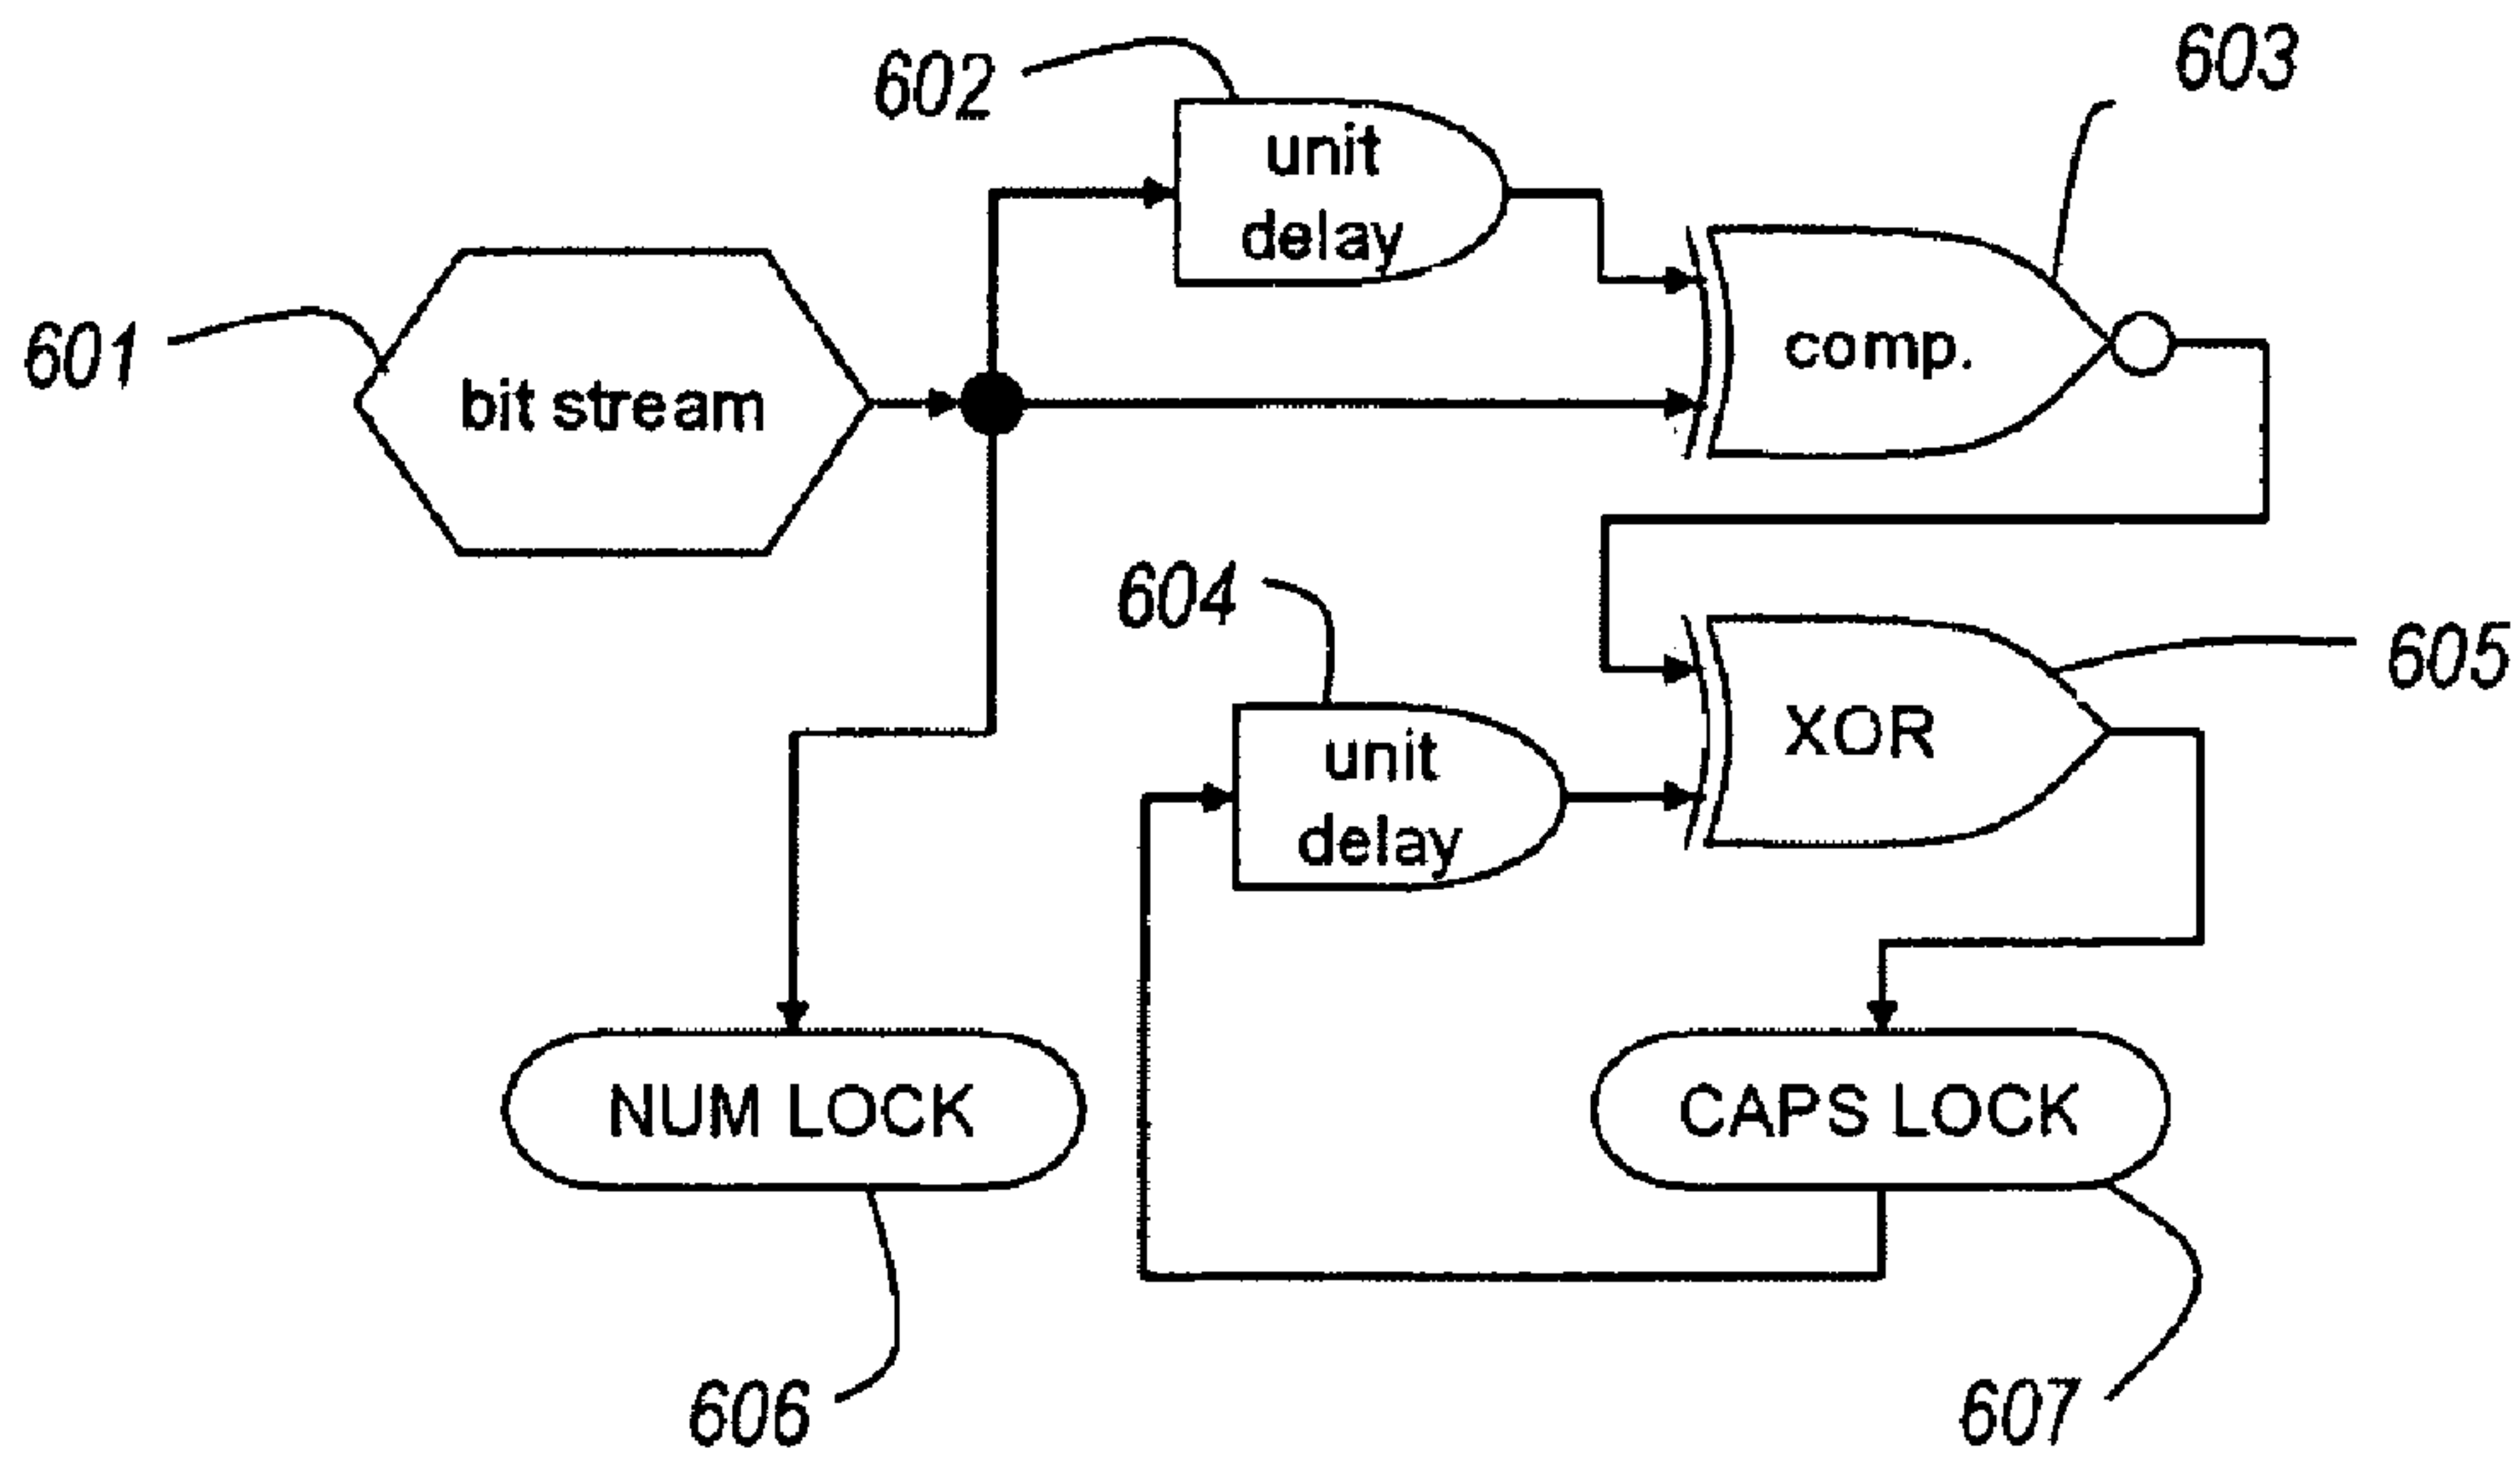 602
603
unit
delay
601
bit stream
comp.
604
605
unit
delay
XOR
NUM LOCK
CAPS LOCK
606
607